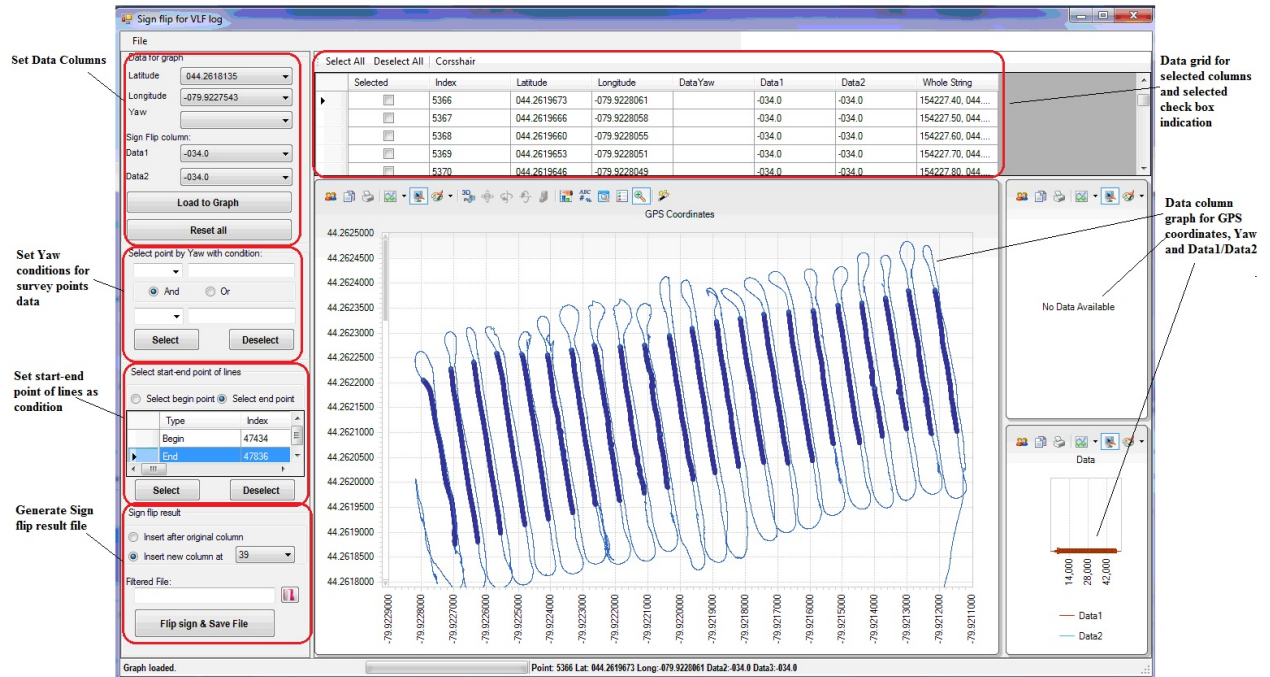 Sign flip for VLF log
File
Set Data Columns
Data for graph
Latitude 044.2618135
Longitude -079.9227543
Yaw
Sign Flip column:
Data1 -034.0
Data2 -034.0
Load to Graph
Reset all
Select All Deselect All Corsshair
Selected Index Latitude Longitude DataYaw Data1 Data2 Whole String
5366 044.2619673 -079.9228061 -034.0 -034.0 154227.40, 044....
5367 044.2619666 -079.9228058 -034.0 -034.0 154227.50, 044....
5368 044.2619660 -079.9228055 -034.0 -034.0 154227.60, 044....
5369 044.2619653 -079.9228051 -034.0 -034.0 154227.70, 044....
5370 044.2619646 -079.9228049 -034.0 -034.0 154227.80, 044....
Data grid for
selected columns
and selected
check box
indication
Set Yaw
conditions for
survey points
data
Select point by Yaw with condition:
And Or
Select Deselect
Set start-end
point of lines as
condition
Select start-end point of lines
Select begin point Select end point
Type Index
Begin 47434
End 47836
Select Deselect
Generate Sign
flip result file
Sign flip result
Insert after original column
Insert new column at 39
Filtered File:
Flip sign & Save File
3D
ABC
#%
GPS Coordinates
44.2625000
44.2624500
44.2624000
44.2623500
44.2623000
44.2622500
44.2622000
44.2621500
44.2621000
44.2620500
44.2620000
44.2619500
44.2619000
44.2618500
44.2618000
-79.9229000
-79.9228000
-79.9227000
-79.9226000
-79.9225000
-79.9224000
-79.9223000
-79.9222000
-79.9221000
-79.9220000
-79.9219000
-79.9218000
-79.9217000
-79.9216000
-79.9215000
-79.9214000
-79.9213000
-79.9212000
-79.9211000
Data column
graph for GPS
coordinates, Yaw
and Data1/Data2
No Data Available
Data
14,000
28,000
42,000
Data1
Data2
Graph loaded.
Point: 5366 Lat: 044.2619673 Long:-079.9228061 Data2:-034.0 Data3:-034.0